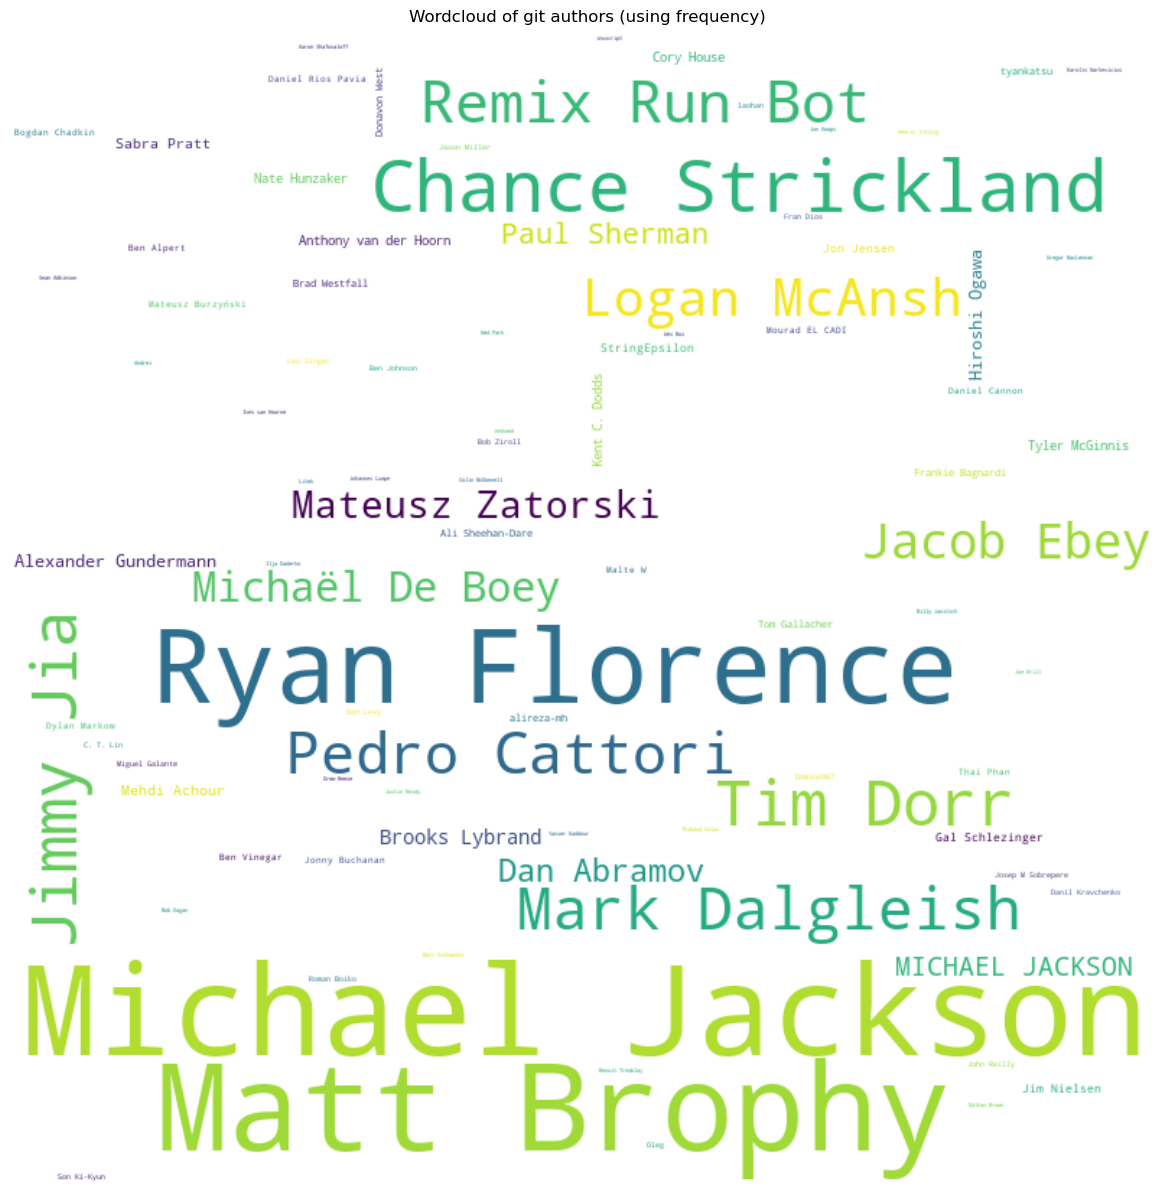 Wordcloud of git authors (using frequency)
Cory House
Daniel Rios Pavia
Donavon West
tyankatsu
Remix Run Bot
laohan
Bogdan Chadkin
Sabra Pratt
Jason Miller
Nate Hunzaker
Chance Strickland
Fran Dios
Paul Sherman
Anthony van der Hoorn
Ben Alpert
Jon Jensen
Hiroshi Ogawa
Brad Westfall
Logan McAnsh
Mateusz Burzyński
Mourad EL CADI
Ned Park
StringEpsilon
Andrei
Ben Johnson
Kent C. Dodds
Daniel Cannon
Bob Ziroll
Tyler McGinnis
Frankie Bagnardi
Mateusz Zatorski
Ali Sheehan-Dare
Jacob Ebey
Alexander Gundermann
Malte W
Michaël De Boey
Jimmy Jia
Tom Gallacher
Ryan Florence
Dylan Markow
alireza-mh
C. T. Lin
Pedro Cattori
Miguel Galante
Thai Phan
Mehdi Achour
Tim Dorr
Brooks Lybrand
Gal Schlezinger
Ben Vinegar
Jonny Buchanan
Dan Abramov
Josep M Sobrepere
Danil Kravchenko
Mark Dalgleish
MICHAEL JACKSON
Roman Boiko
Michael Jackson
John Reilly
Matt Brophy
Jim Nielsen
Nathan Brown
Oleg
Son Ki-Kyun